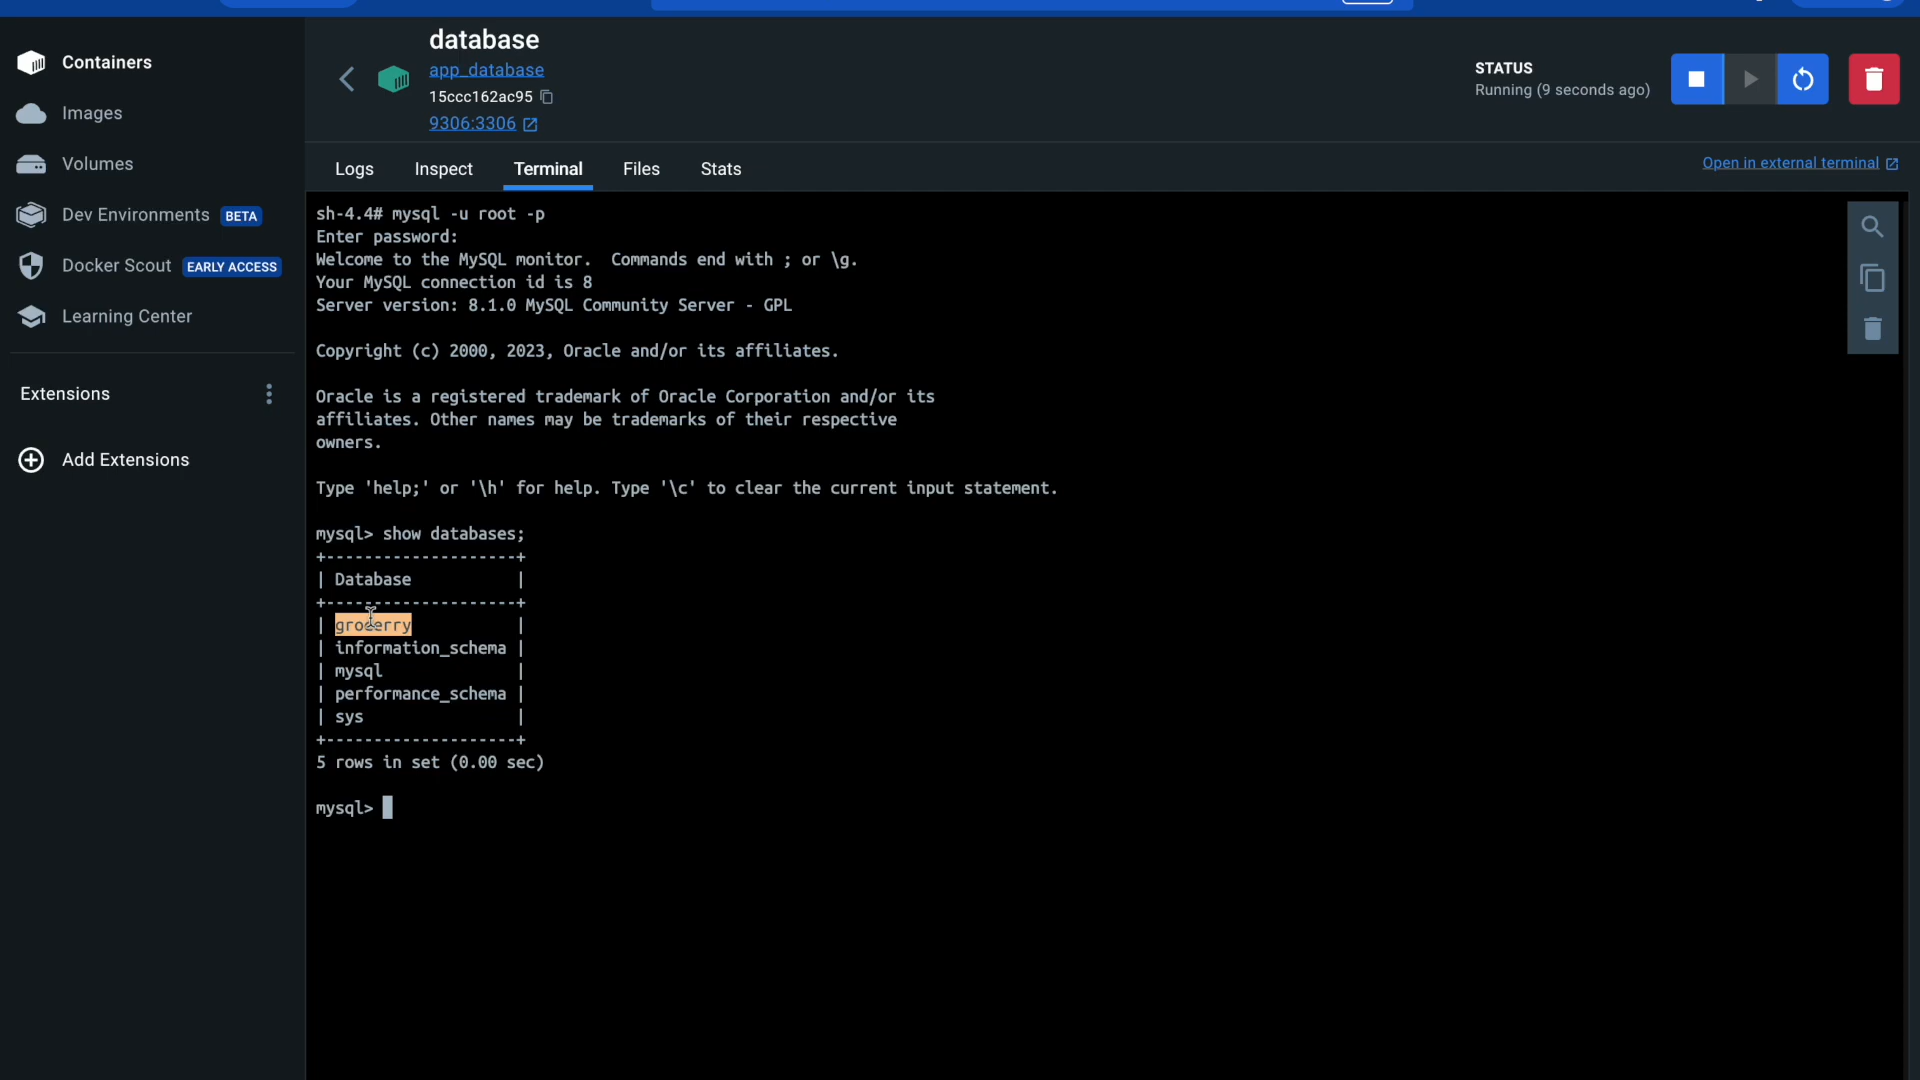 database
app_database
15ccc162ac95
9306:3306
STATUS
Running (9 seconds ago)
Containers
Images
Volumes
Dev Environments BETA
Docker Scout EARLY ACCESS
Learning Center
Extensions
Add Extensions
Logs Inspect Terminal Files Stats
Open in external terminal
sh-4.4# mysql -u root -p
Enter password:
Welcome to the MySQL monitor.  Commands end with ; or \g.
Your MySQL connection id is 8
Server version: 8.1.0 MySQL Community Server - GPL
Copyright (c) 2000, 2023, Oracle and/or its affiliates.
Oracle is a registered trademark of Oracle Corporation and/or its
affiliates. Other names may be trademarks of their respective
owners.
Type 'help;' or '\h' for help. Type '\c' to clear the current input statement.
mysql> show databases;
+--------------------+
| Database           |
+--------------------+
| grocerry           |
| information_schema |
| mysql              |
| performance_schema |
| sys                |
+--------------------+
5 rows in set (0.00 sec)
mysql>